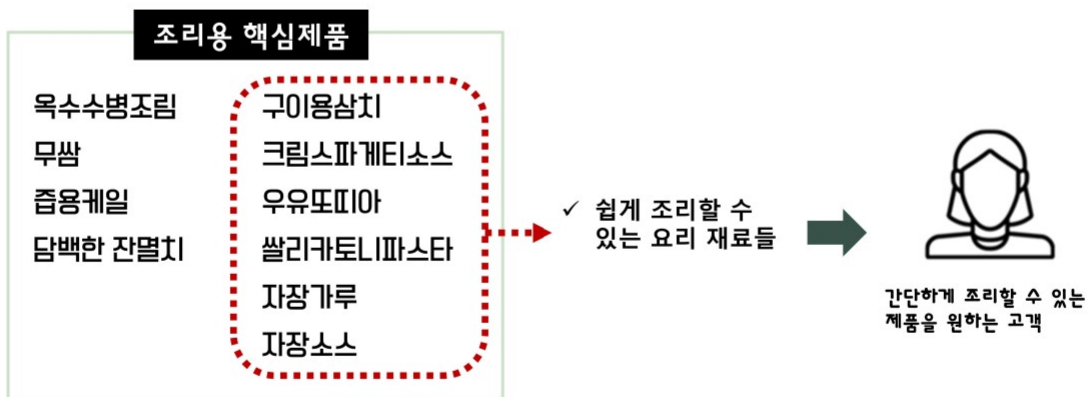 조리용 핵심제품
옥수수병조림
무쌈
즙용케일
담백한 잔멸치
구이용삼치
크림스파게티소스
우유또띠아
쌀리카토니파스타
자장가루
자장소스
✓ 쉽게 조리할 수
있는 요리 재료들
간단하게 조리할 수 있는
제품을 원하는 고객